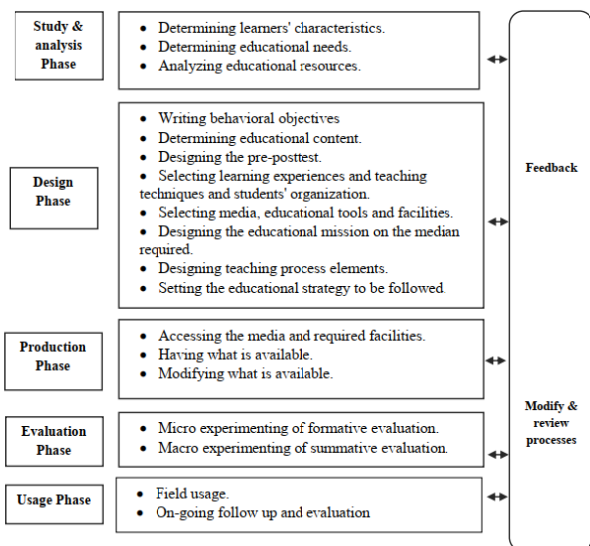 Study &
analysis
Phase
• Determining learners' characteristics.
• Determining educational needs.
• Analyzing educational resources.
Design
Phase
• Writing behavioral objectives
• Determining educational content.
• Designing the pre-posttest.
• Selecting learning experiences and teaching
techniques and students' organization.
• Selecting media, educational tools and facilities.
• Designing the educational mission on the median
required.
• Designing teaching process elements.
• Setting the educational strategy to be followed
Feedback
Production
Phase
• Accessing the media and required facilities.
• Having what is available.
• Modifying what is available.
Evaluation
Phase
• Micro experimenting of formative evaluation.
• Macro experimenting of summative evaluation.
Modify &
review
processes
Usage Phase
• Field usage.
• On-going follow up and evaluation